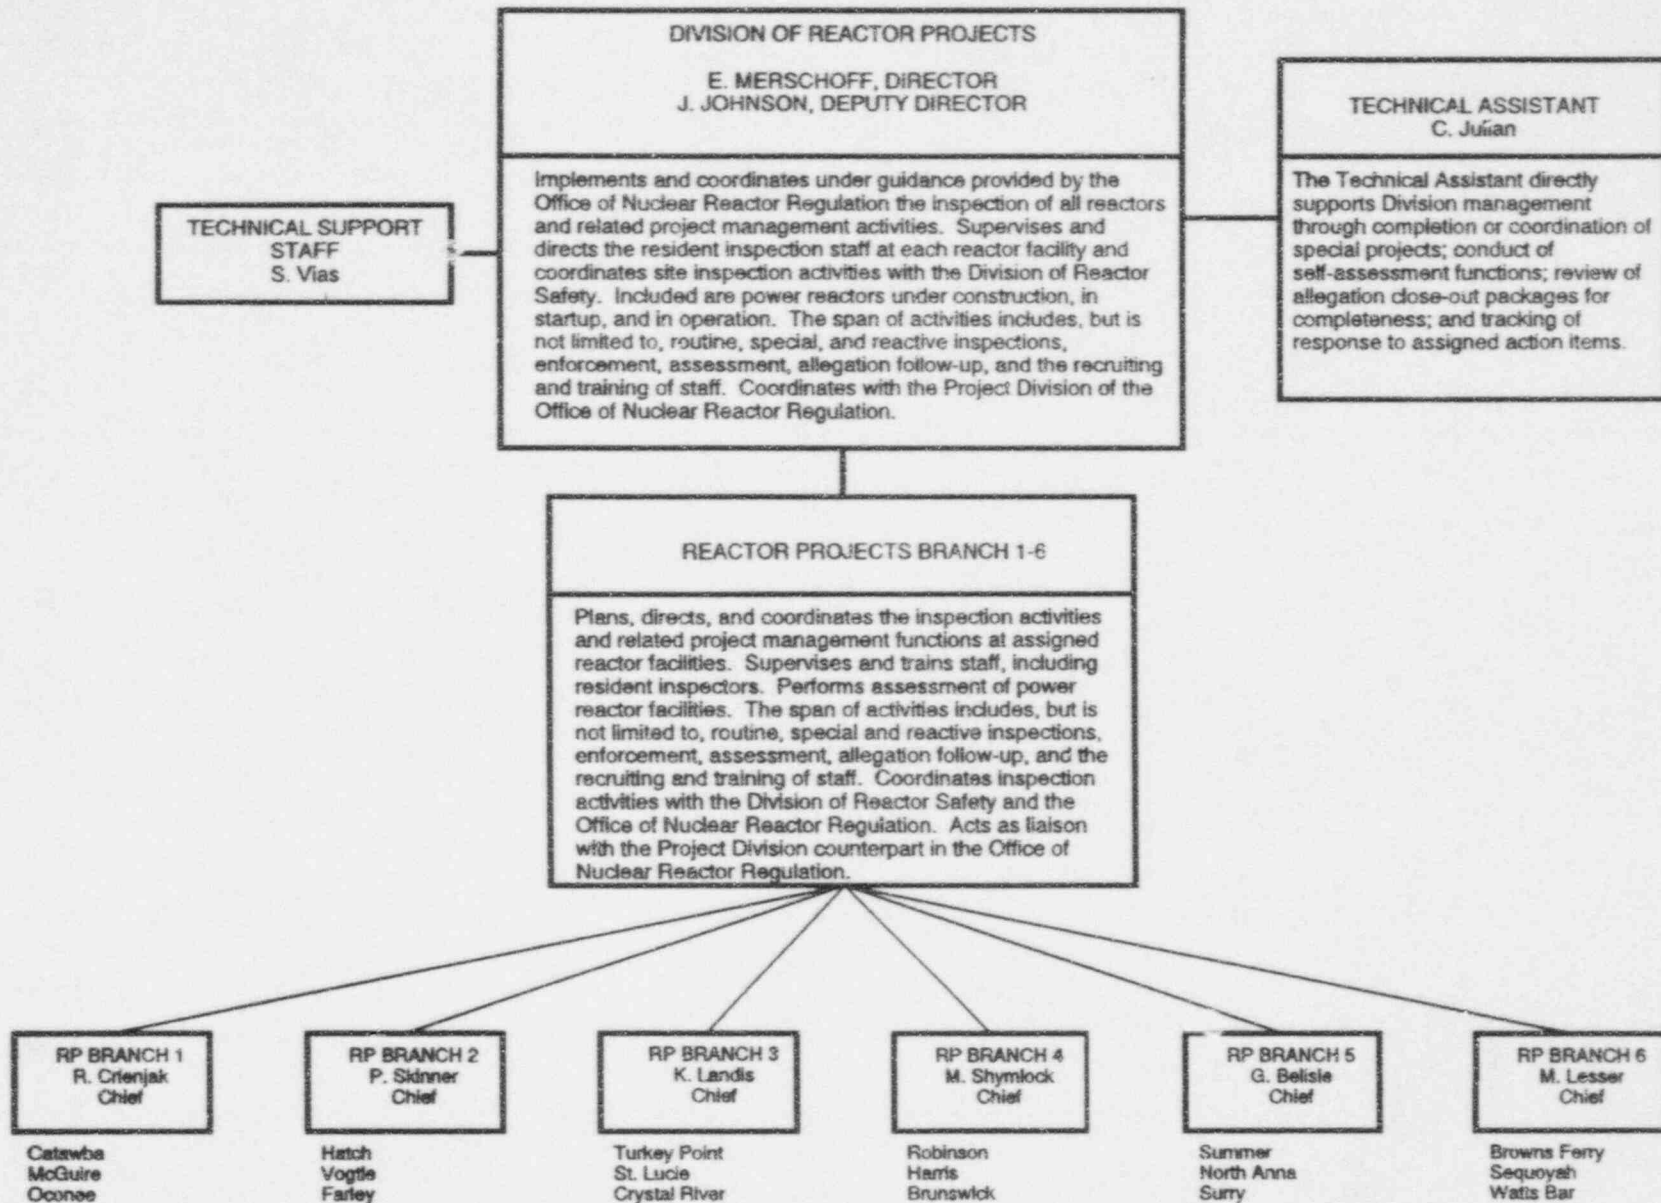 DIVISION OF REACTOR PROJECTS
E. MERSCHOFF, DIRECTOR
J. JOHNSON, DEPUTY DIRECTOR
Implements and coordinates under guidance provided by the
Office of Nuclear Reactor Regulation the inspection of all reactors
and related project management activities. Supervises and
directs the resident inspection staff at each reactor facility and
coordinates site inspection activities with the Division of Reactor
Safety. Included are power reactors under construction, in
startup, and in operation. The span of activities includes, but is
not limited to, routine, special, and reactive inspections,
enforcement, assessment, allegation follow-up, and the recruiting
and training of staff. Coordinates with the Project Division of the
Office of Nuclear Reactor Regulation.
TECHNICAL SUPPORT
STAFF
S. Vias
TECHNICAL ASSISTANT
C. Julian
The Technical Assistant directly
supports Division management
through completion or coordination of
special projects; conduct of
self-assessment functions; review of
allegation close-out packages for
completeness; and tracking of
response to assigned action items.
REACTOR PROJECTS BRANCH 1-6
Plans, directs, and coordinates the inspection activities
and related project management functions at assigned
reactor facilities. Supervises and trains staff, including
resident inspectors. Performs assessment of power
reactor facilities. The span of activities includes, but is
not limited to, routine, special and reactive inspections,
enforcement, assessment, allegation follow-up, and the
recruiting and training of staff. Coordinates inspection
activities with the Division of Reactor Safety and the
Office of Nuclear Reactor Regulation. Acts as liaison
with the Project Division counterpart in the Office of
Nuclear Reactor Regulation.
RP BRANCH 1
R. Crlenjak
Chief
Catawba
McGuire
Oconee
RP BRANCH 2
P. Skinner
Chief
Hatch
Vogtle
Farley
RP BRANCH 3
K. Landis
Chief
Turkey Point
St. Lucie
Crystal River
RP BRANCH 4
M. Shymlock
Chief
Robinson
Harris
Brunswick
RP BRANCH 5
G. Belisle
Chief
Summer
North Anna
Surry
RP BRANCH 6
M. Lesser
Chief
Browns Ferry
Sequoyah
Watts Bar